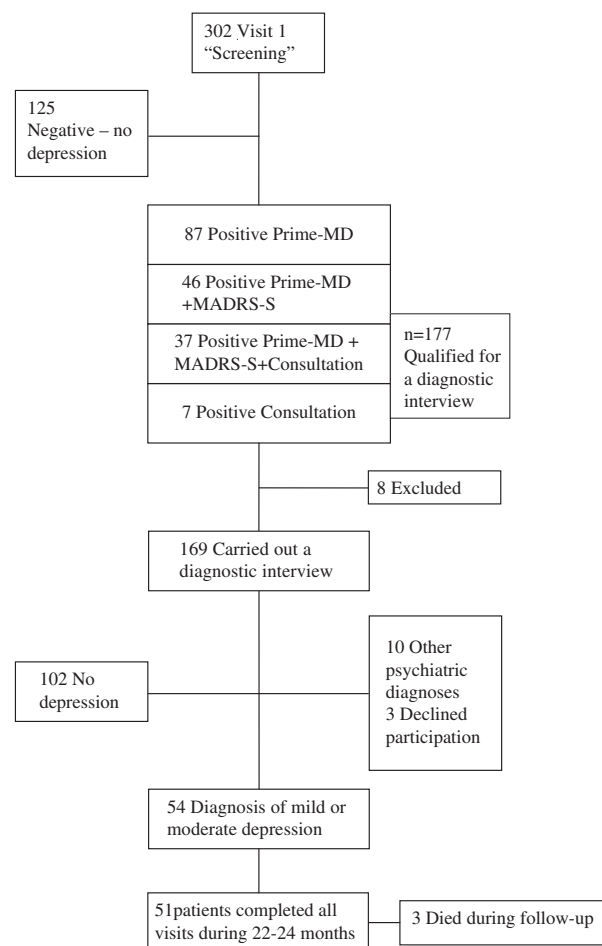 302 Visit 1
“Screening”
125
Negative – no
depression
87 Positive Prime-MD
46 Positive Prime-MD
+MADRS-S
37 Positive Prime-MD +
MADRS-S+Consultation
7 Positive Consultation
n=177
Qualified for
a diagnostic
interview
8 Excluded
169 Carried out a
diagnostic interview
102 No
depression
10 Other
psychiatric
diagnoses
3 Declined
participation
54 Diagnosis of mild or
moderate depression
51patients completed all
visits during 22-24 months
3 Died during follow-up